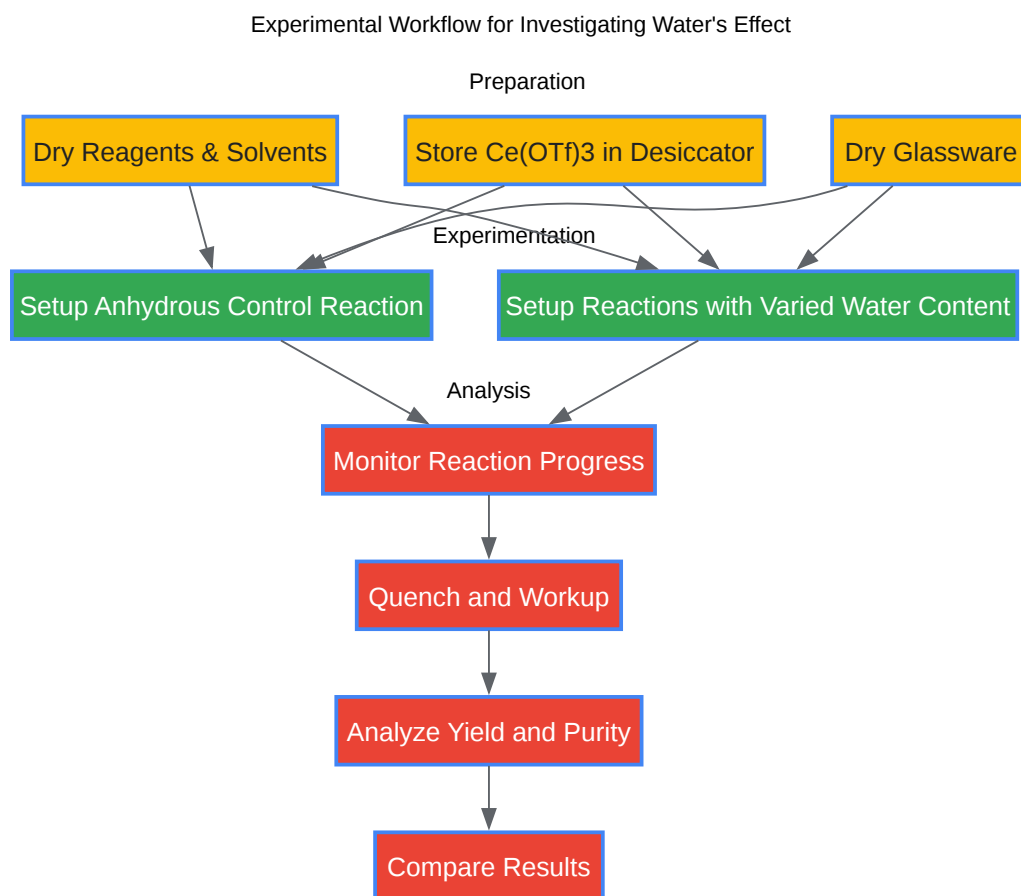 Experimental Workflow for Investigating Water's Effect
Preparation
Dry Reagents & Solvents
Store Ce(OTf)3 in Desiccator
Dry Glassware
Experimentation
Setup Anhydrous Control Reaction
Setup Reactions with Varied Water Content
Analysis
Monitor Reaction Progress
Quench and Workup
Analyze Yield and Purity
Compare Results